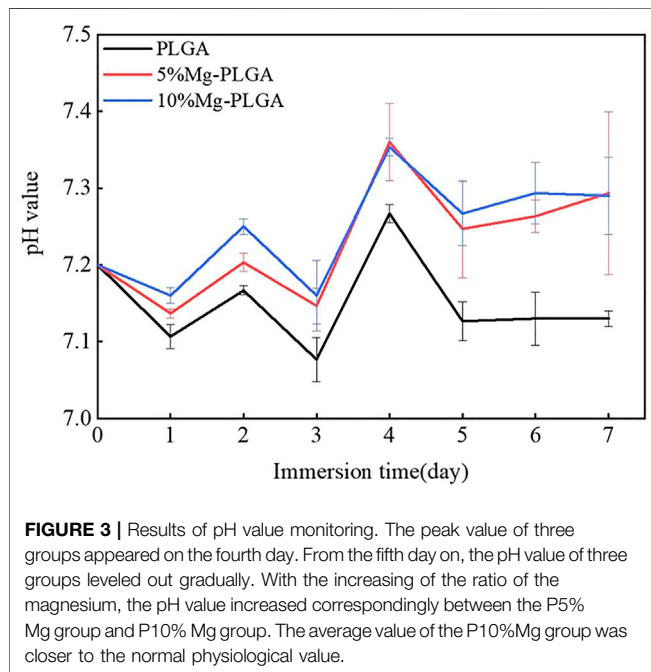 7.5
PLGA
5%Mg-PLGA
10%Mg-PLGA
7.4
7.3
7.2
7.1
7.0
pH value
0 1 2 3 4 5 6 7
Immersion time(day)
FIGURE 3 | Results of pH value monitoring. The peak value of three
groups appeared on the fourth day. From the fifth day on, the pH value of three
groups leveled out gradually. With the increasing of the ratio of the
magnesium, the pH value increased correspondingly between the P5%
Mg group and P10% Mg group. The average value of the P10%Mg group was
closer to the normal physiological value.